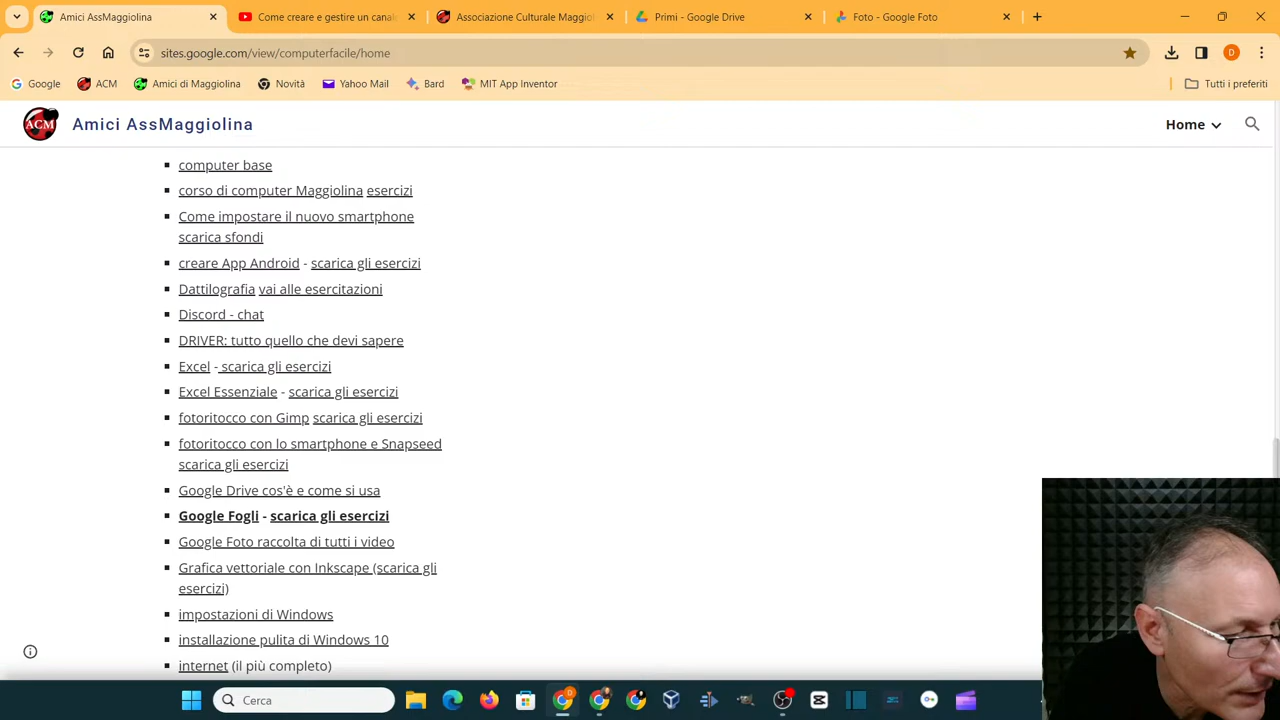 Amici AssMaggiolina
Come creare e gestire un canale
Associazione Culturale Maggiol
Primi - Google Drive
Foto - Google Foto
sites.google.com/view/computerfacile/home
D
Google
ACM
Amici di Maggiolina
Novità
Yahoo Mail
Bard
MIT App Inventor
Tutti i preferiti
ACM
Amici AssMaggiolina
Home
computer base
corso di computer Maggiolina esercizi
Come impostare il nuovo smartphone
scarica sfondi
creare App Android - scarica gli esercizi
Dattilografia vai alle esercitazioni
Discord - chat
DRIVER: tutto quello che devi sapere
Excel - scarica gli esercizi
Excel Essenziale - scarica gli esercizi
fotoritocco con Gimp scarica gli esercizi
fotoritocco con lo smartphone e Snapseed
scarica gli esercizi
Google Drive cos'è e come si usa
Google Fogli - scarica gli esercizi
Google Foto raccolta di tutti i video
Grafica vettoriale con Inkscape (scarica gli
esercizi)
impostazioni di Windows
installazione pulita di Windows 10
internet (il più completo)
Cerca